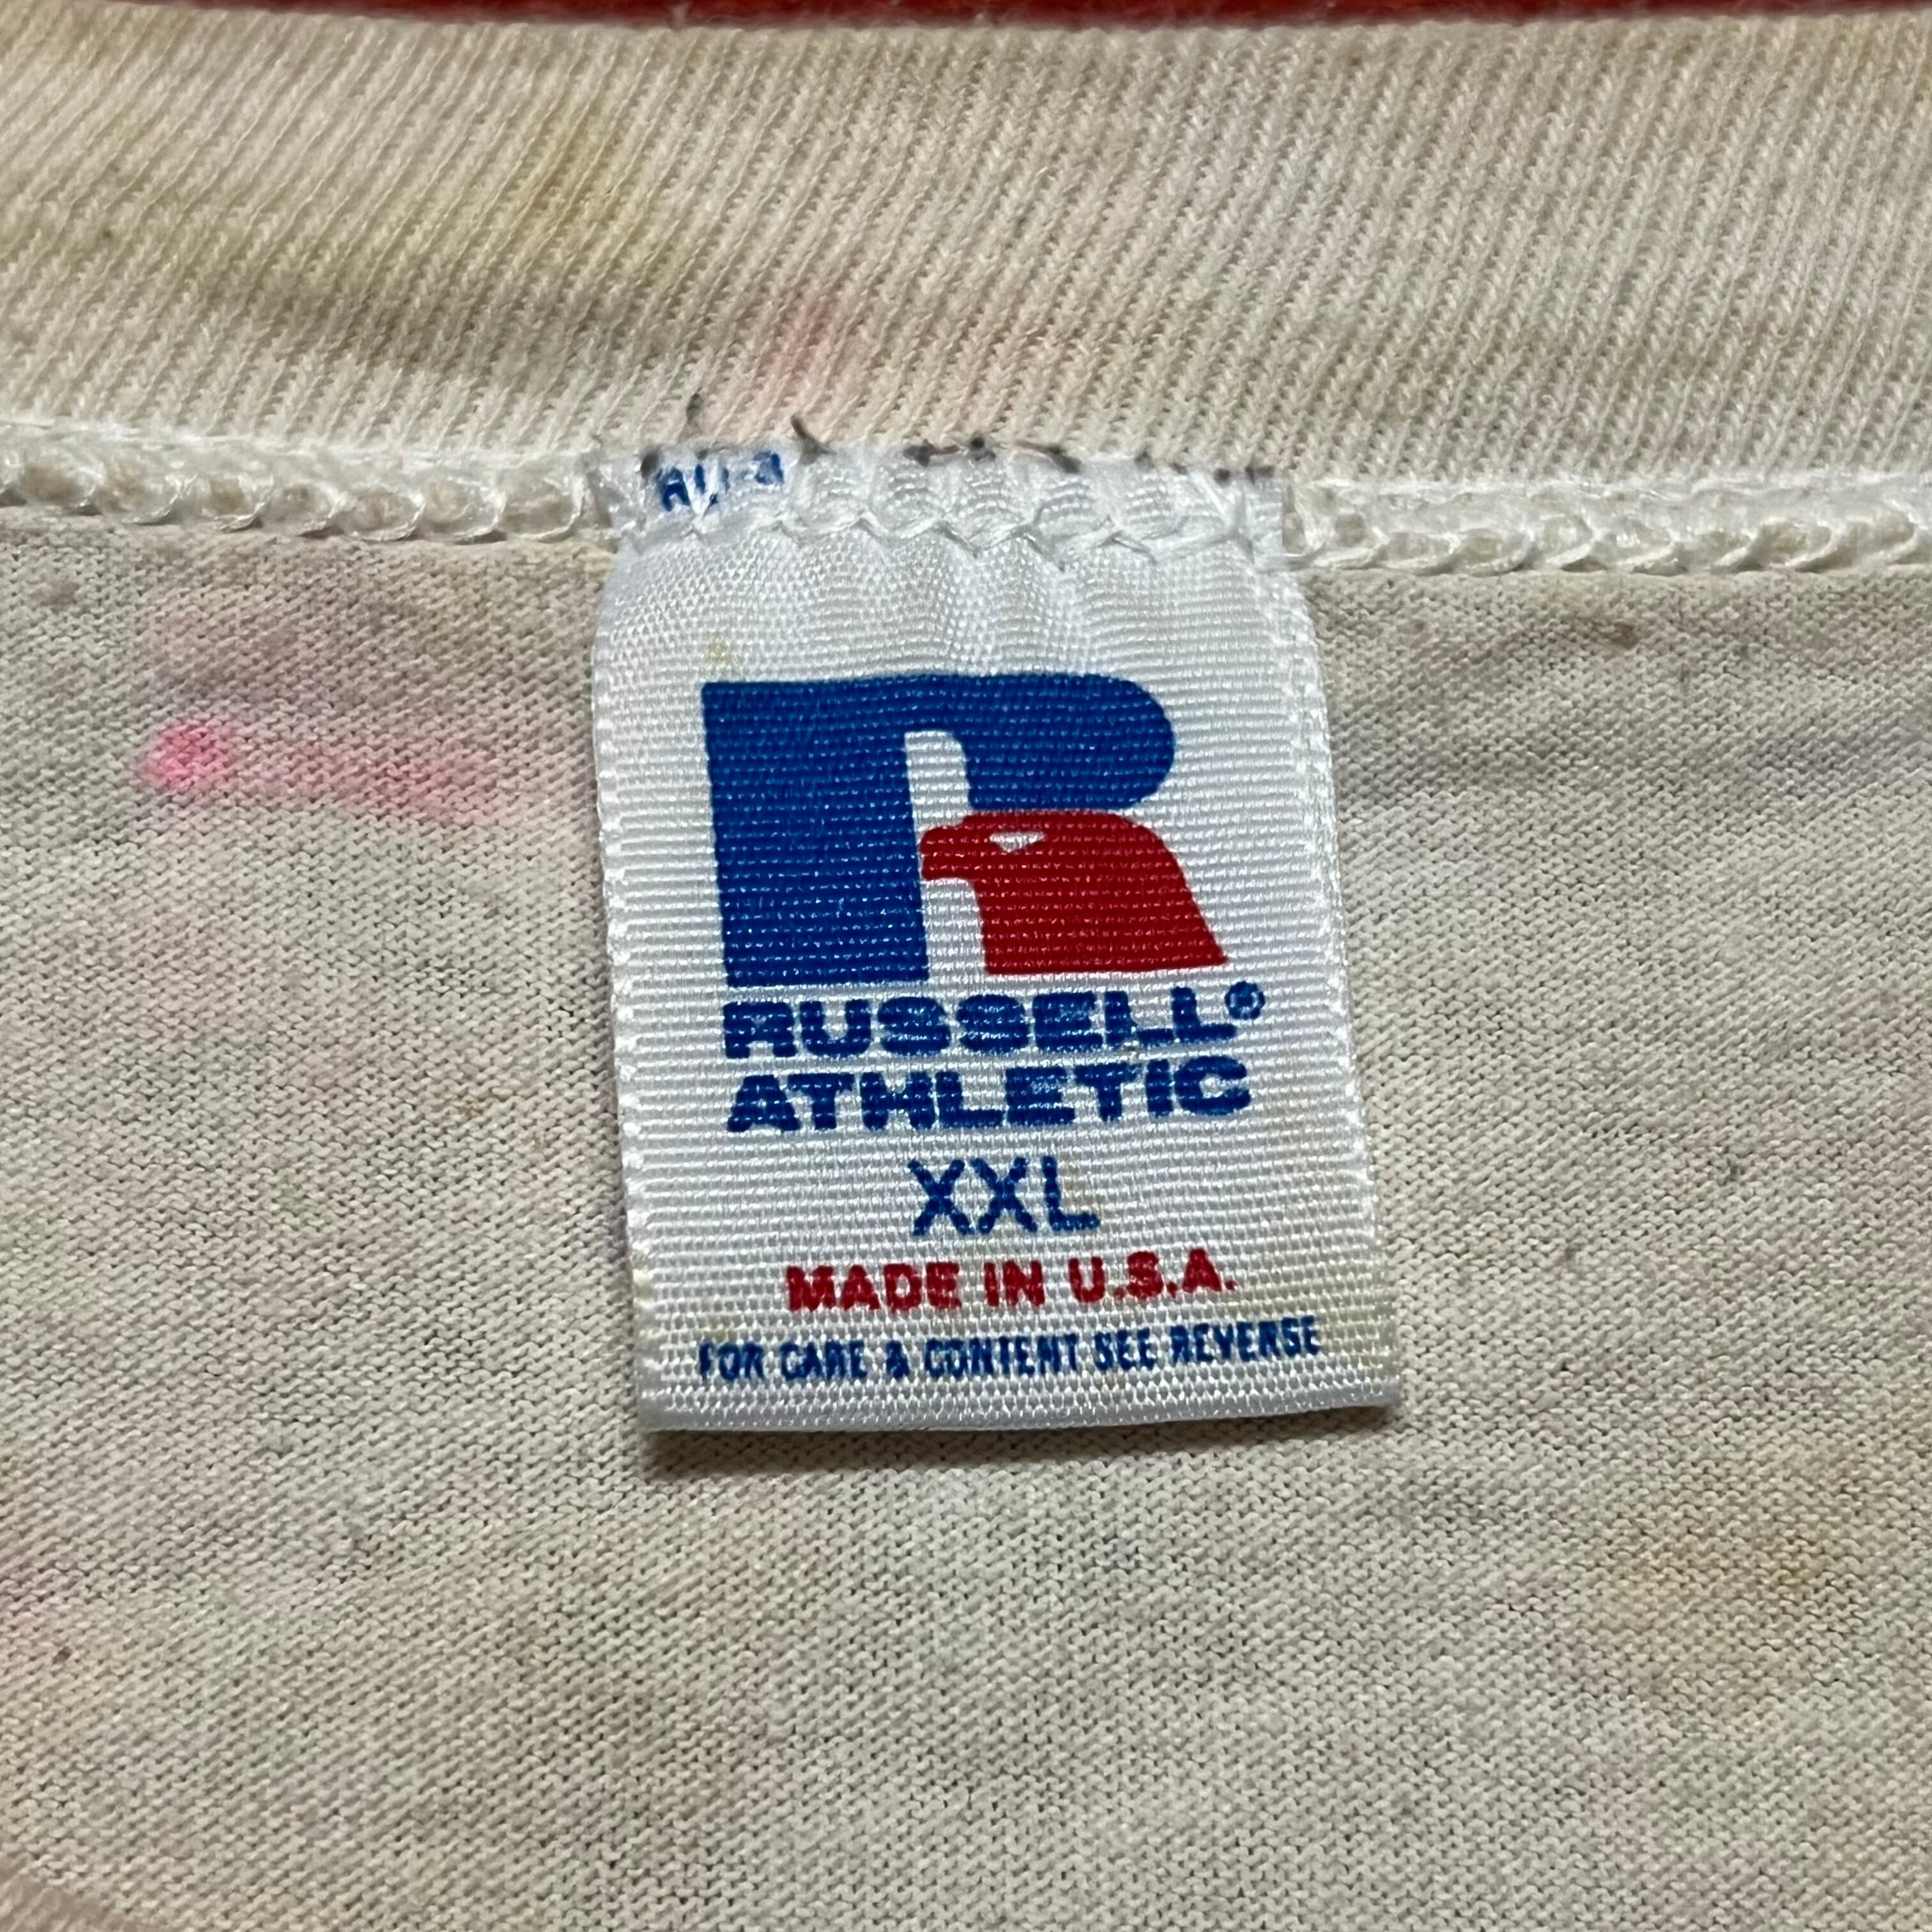 RUSSELL®
ATHLETIC
XXL
MADE IN U.S.A.
FOR CARE & CONTENT SEE REVERSE